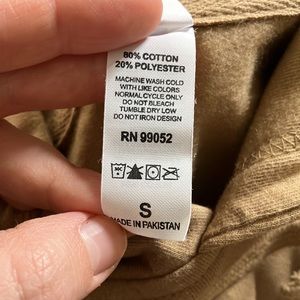 80% COTTON
20% POLYESTER
MACHINE WASH COLD
WITH LIKE COLORS
NORMAL CYCLE ONLY
DO NOT BLEACH
TUMBLE DRY LOW
DO NOT IRON DESIGN
RN 99052
S
MADE IN PAKISTAN